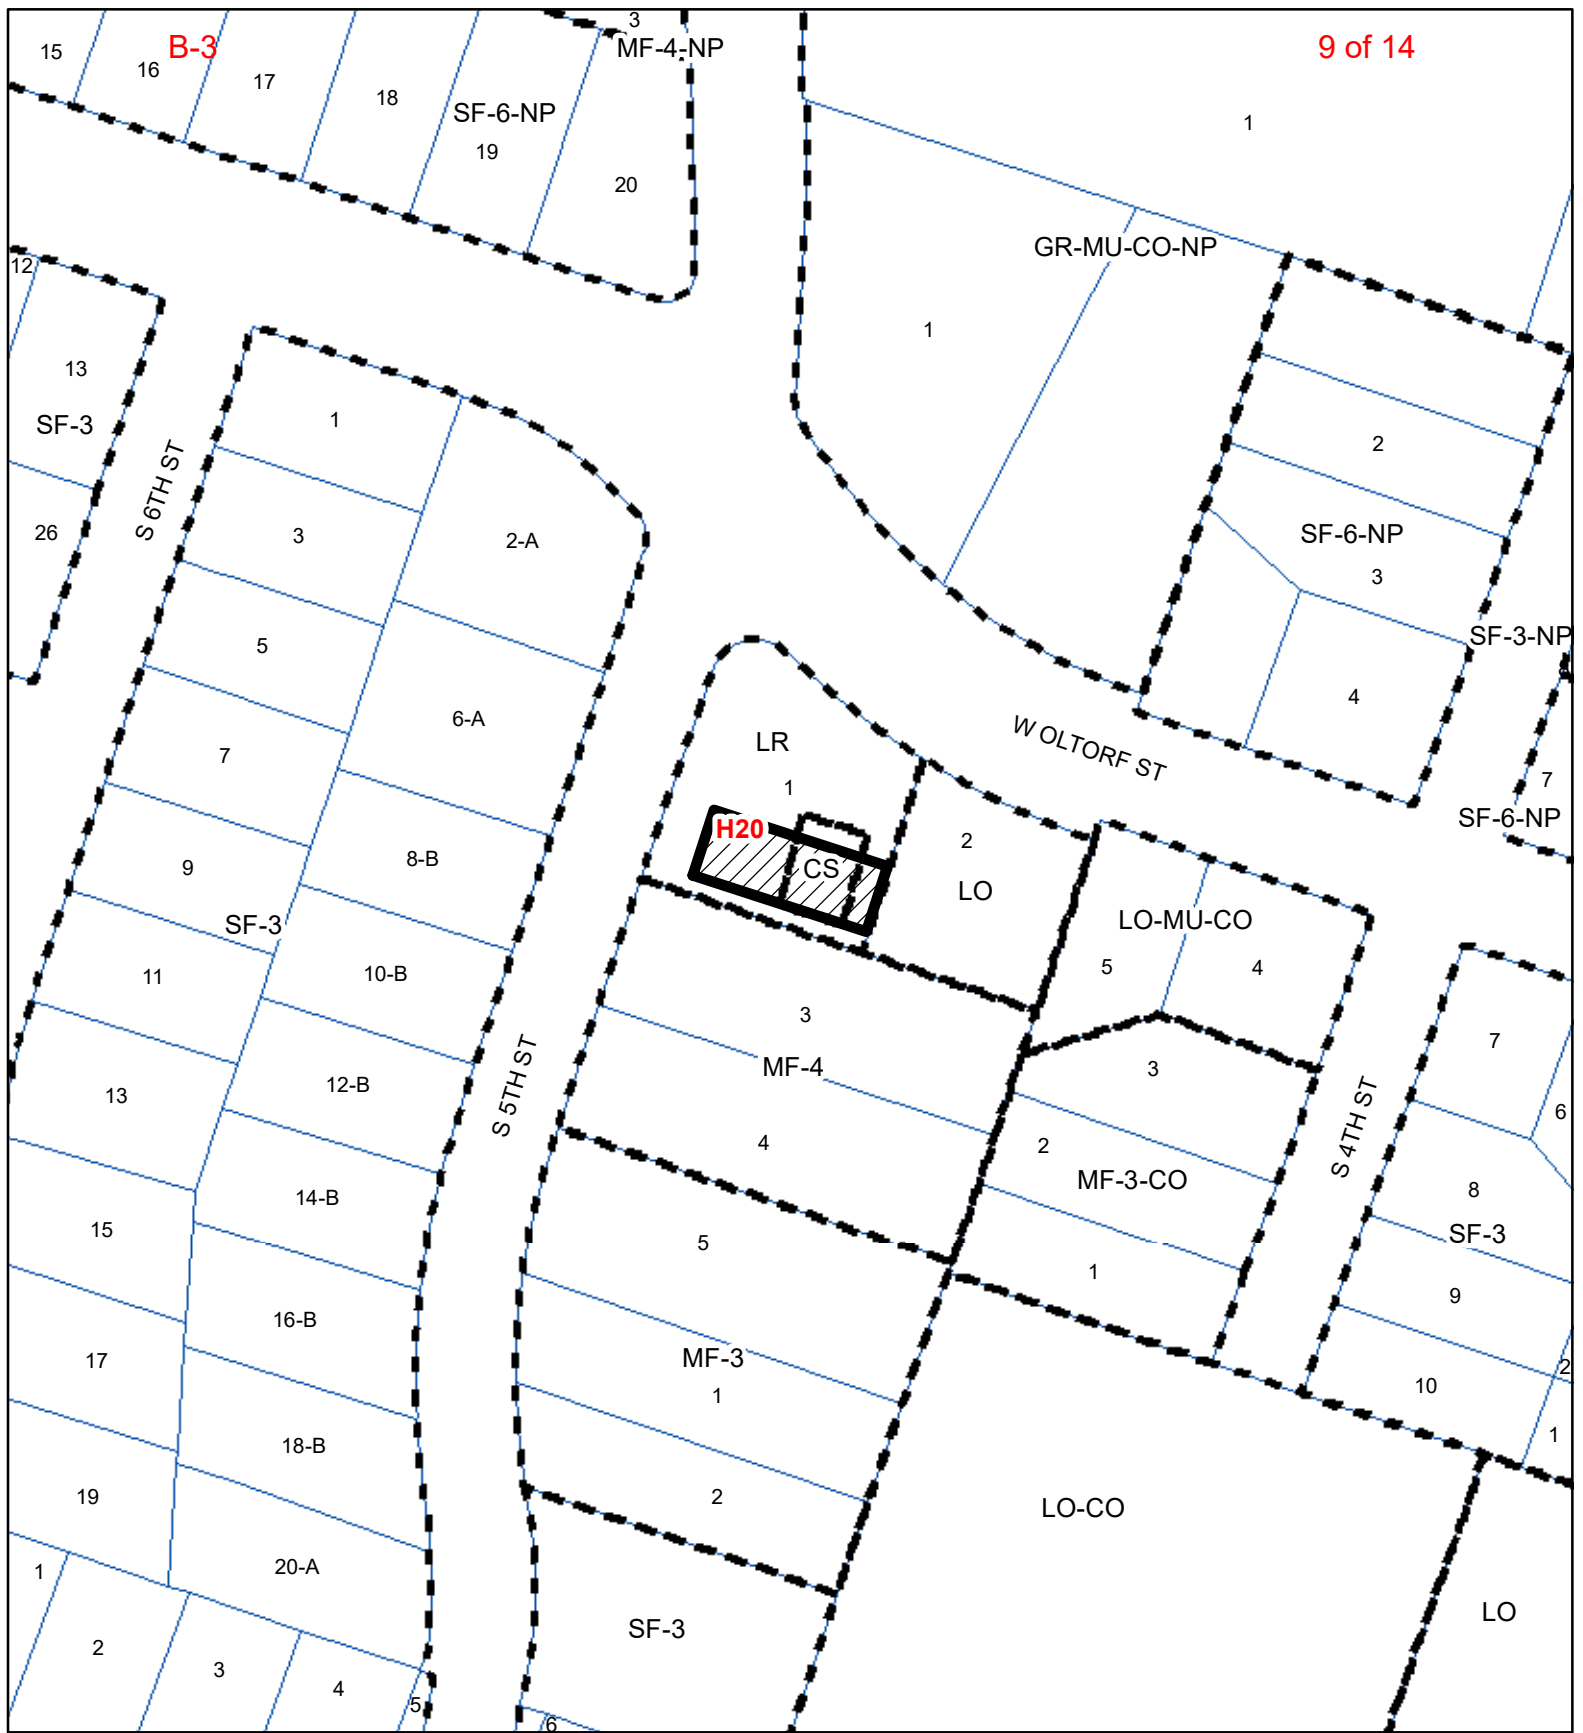 3
B-3
9 of 14
MF-4-NP
15
16
17
18
SF-6-NP
19
20
1
GR-MU-CO-NP
12
1
13
SF-3
1
2
S 6TH ST
26
3
2-A
SF-6-NP
3
5
SF-3-NP
4
6-A
7
LR
W OLTORF ST
7
1
SF-6-NP
H20
2
8-B
9
CS
LO
SF-3
LO-MU-CO
11
10-B
5
4
3
7
MF-4
3
13
12-B
S 5TH ST
S 4TH ST
6
4
2
MF-3-CO
8
15
14-B
5
SF-3
1
9
16-B
17
MF-3
2
1
10
18-B
1
19
2
LO-CO
1
20-A
LO
SF-3
2
3
4
5
6